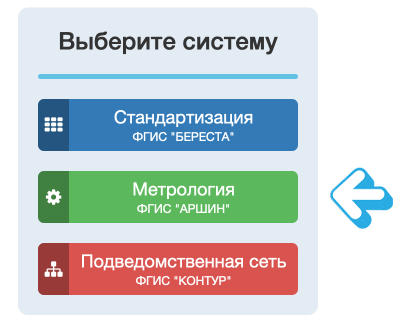 Выберите систему
Стандартизация
ФГИС "БЕРЕСТА"
Метрология
ФГИС "АРШИН"
Подведомственная сеть
ФГИС "КОНТУР"